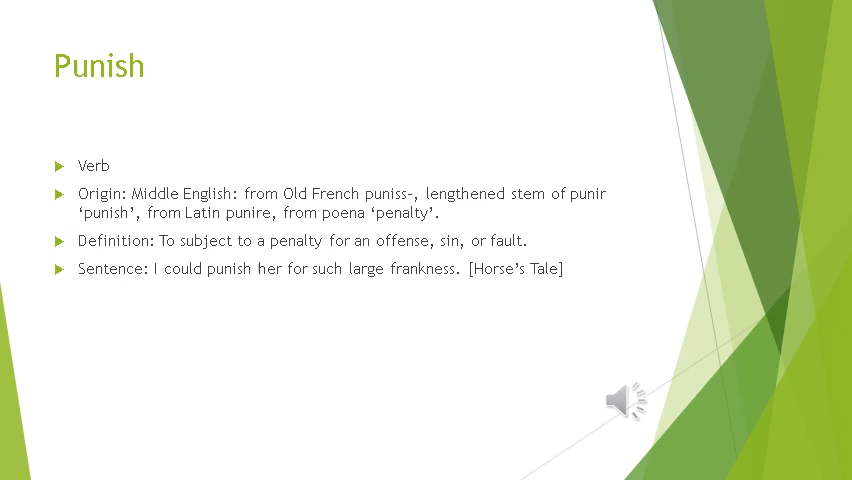 Punish
Verb
Origin: Middle English: from Old French puniss-, lengthened stem of punir
‘punish’, from Latin punire, from poena ‘penalty’.
Definition: To subject to a penalty for an offense, sin, or fault.
Sentence: I could punish her for such large frankness. [Horse’s Tale]